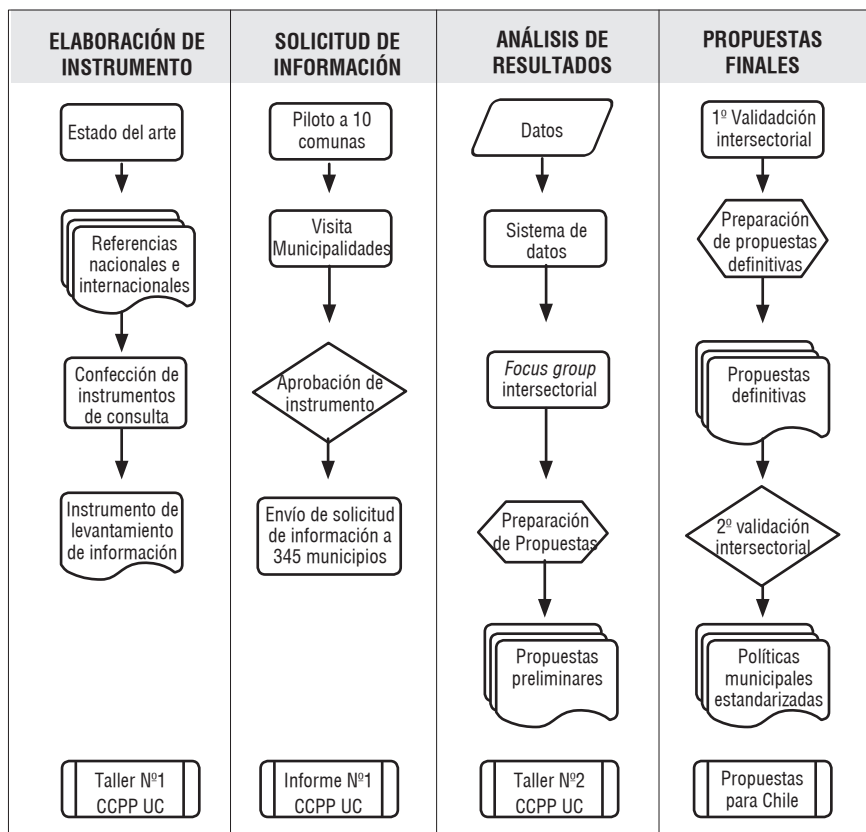 ELABORACIÓN DE
INSTRUMENTO
Estado del arte
Referencias
nacionales e
internacionales
Confección de
instrumentos
de consulta
Instrumento de
levantamiento
de información
Taller Nº1
CCPP UC
SOLICITUD DE
INFORMACIÓN
Piloto a 10
comunas
Visita
Municipalidades
Aprobación de
instrumento
Envío de solicitud
de información a
345 municipios
Informe Nº1
CCPP UC
ANÁLISIS DE
RESULTADOS
Datos
Sistema de
datos
Focus group
intersectorial
Preparación
de Propuestas
Propuestas
preliminares
Taller Nº2
CCPP UC
PROPUESTAS
FINALES
1º Validadción
intersectorial
Preparación
de propuestas
definitivas
Propuestas
definitivas
2º validación
intersectorial
Políticas
municipales
estandarizadas
Propuestas
para Chile